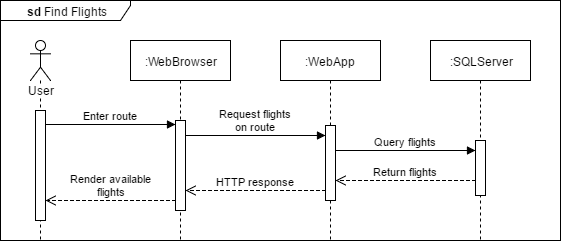 sd Find Flights
:WebBrowser
:WebApp
:SQLServer
User
Enter route
Request flights
on route
Query flights
Return flights
Render available
flights
HTTP response